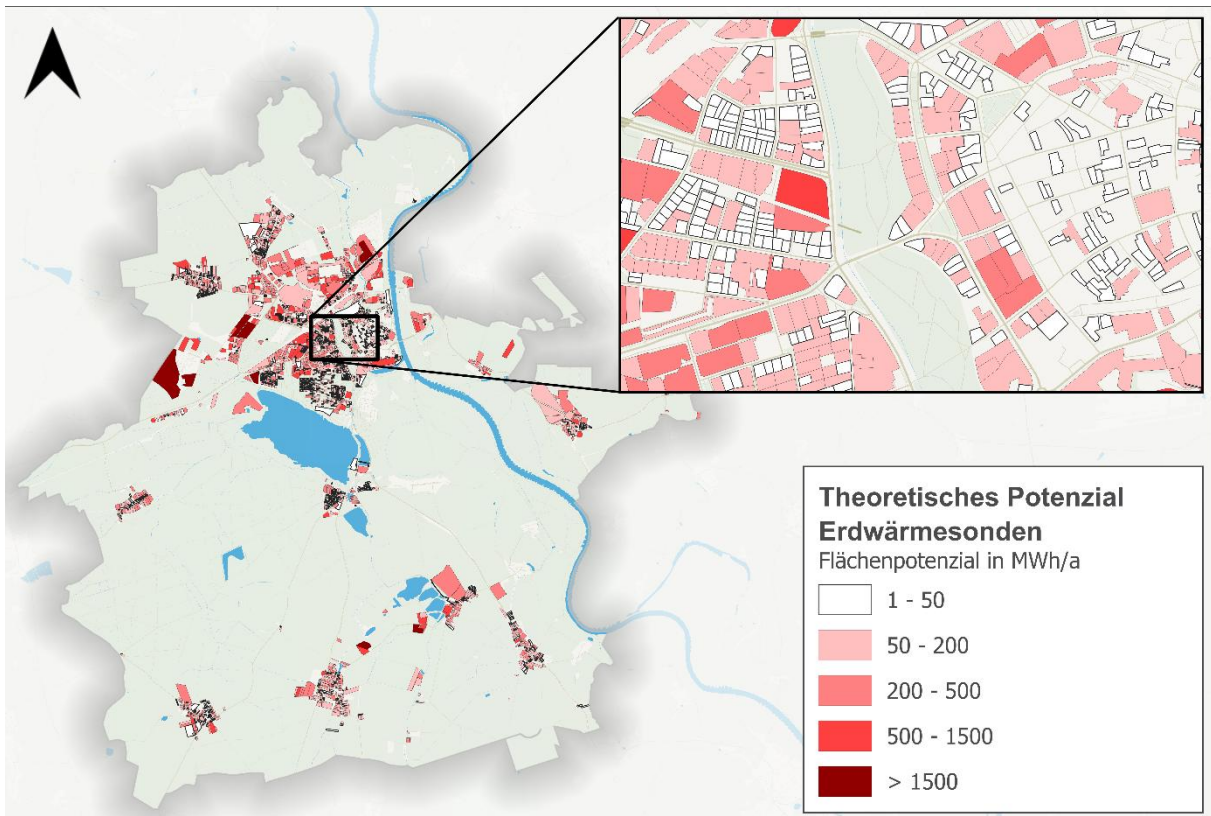 Theoretisches Potenzial
Erdwärmesonden
Flächenpotenzial in MWh/a
1 - 50
50 - 200
200 - 500
500 - 1500
> 1500